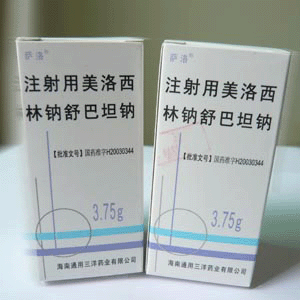 萨洛
注射用美洛西
林钠舒巴坦钠
【批准文号】国药准字H20030344
3.75g
海南通用三洋药业有限公司
萨洛
注射用美洛西
林钠舒巴坦钠
【批准文号】国药准字H20030344
3.75g
海南通用三洋药业有限公司